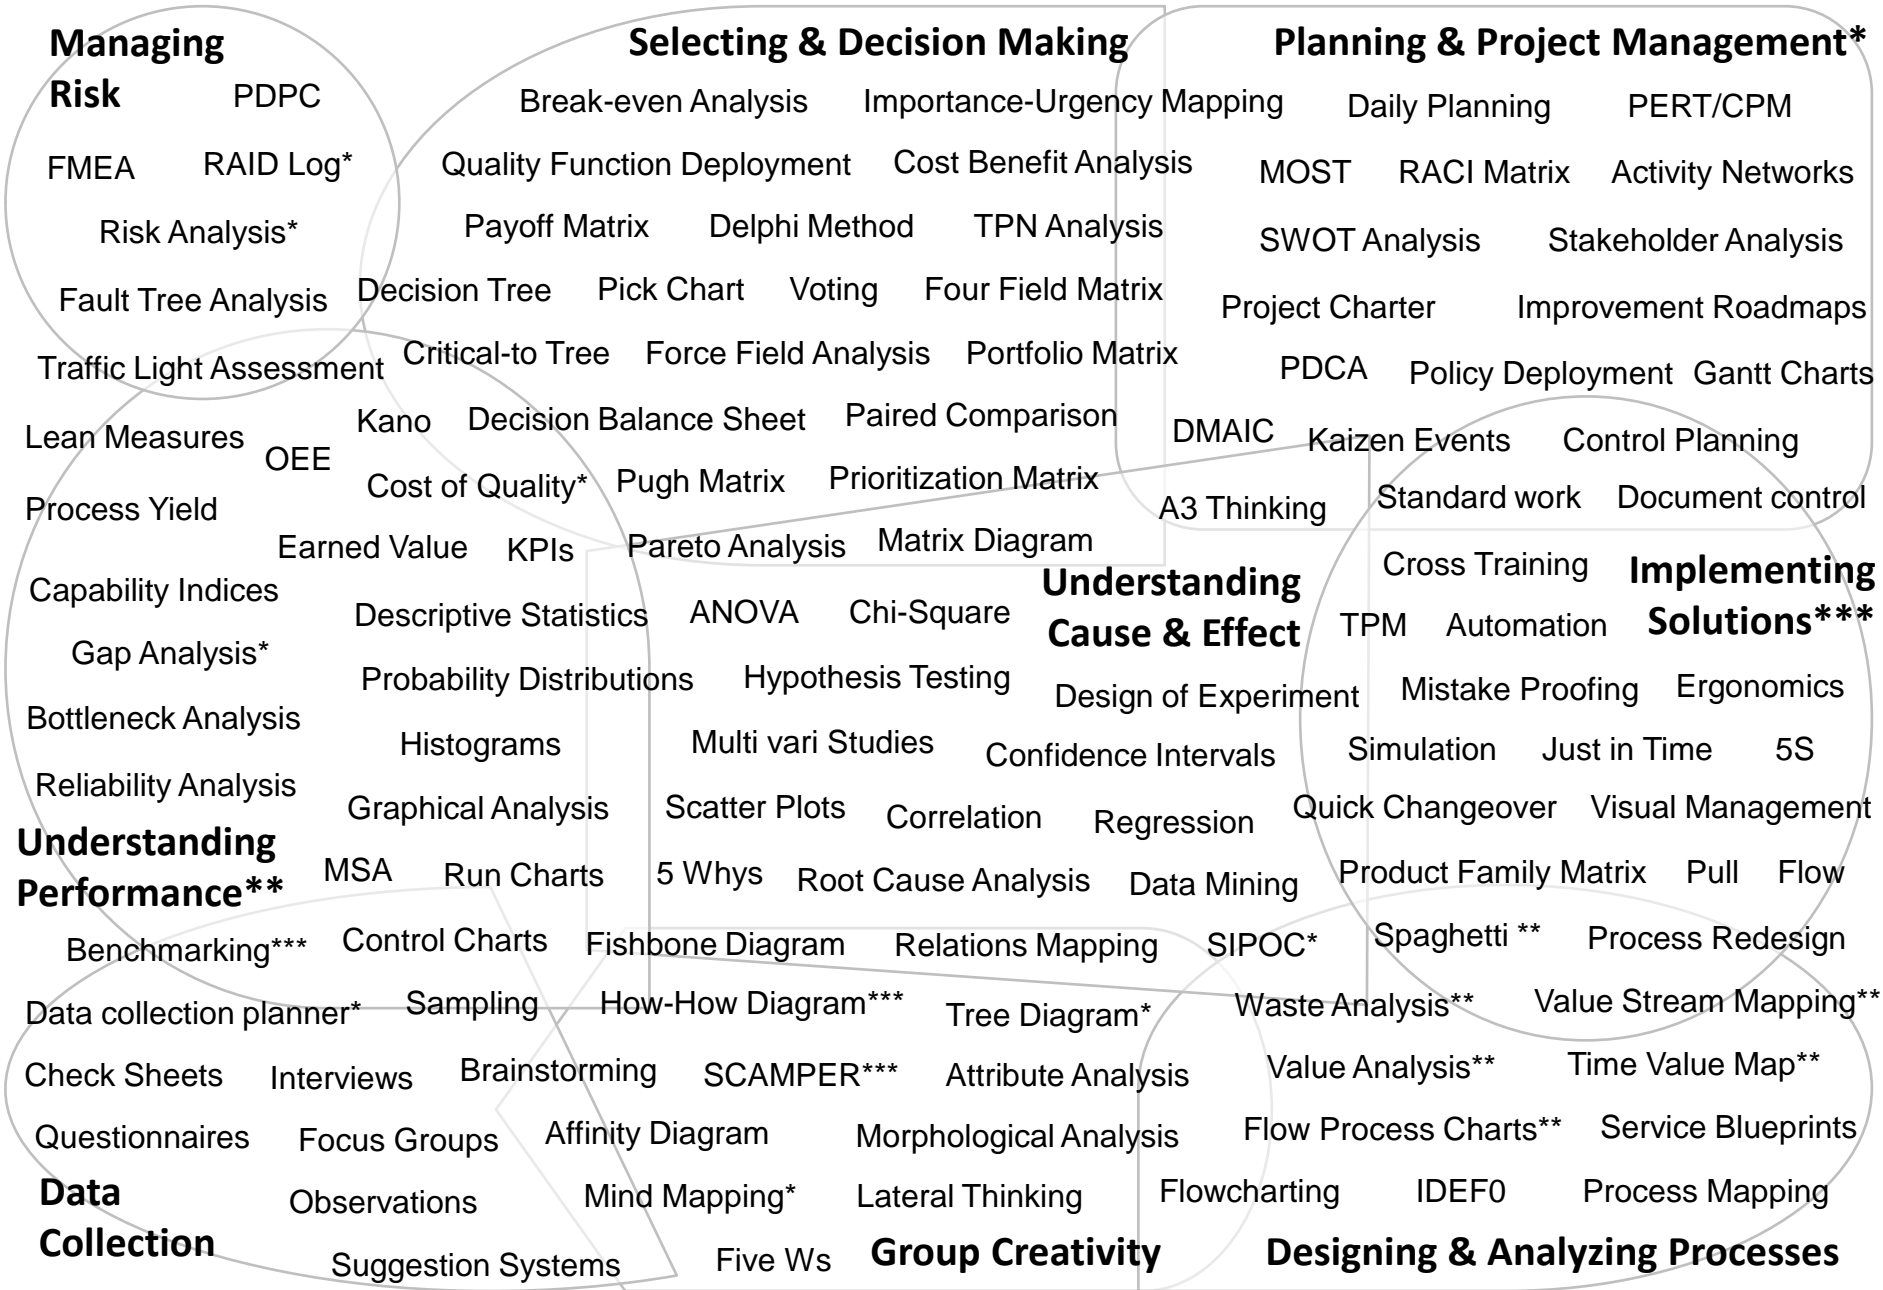 Managing Selecting & Decision Making Planning & Project Management*
Risk PDPC Break-even Analysis Importance-Urgency Mapping Daily Planning PERT/CPM
FMEA RAID Log* Quality Function Deployment Cost Benefit Analysis MOST RACI Matrix Activity Networks
Risk Analysis* Payoff Matrix Delphi Method TPN Analysis SWOT Analysis Stakeholder Analysis
Fault Tree Analysis Decision Tree Pick Chart Voting Four Field Matrix Project Charter Improvement Roadmaps
Traffic Light Assessment Critical-to Tree Force Field Analysis Portfolio Matrix PDCA Policy Deployment Gantt Charts
Lean Measures OEE Kano Decision Balance Sheet Paired Comparison DMAIC Kaizen Events Control Planning
Process Yield Cost of Quality* Pugh Matrix Prioritization Matrix A3 Thinking Standard work Document control
Earned Value KPIs Pareto Analysis Matrix Diagram Cross Training
Capability Indices Descriptive Statistics ANOVA Chi-Square Understanding Implementing
Cause & Effect TPM Automation Solutions***
Gap Analysis* Probability Distributions Hypothesis Testing Design of Experiment Mistake Proofing Ergonomics
Bottleneck Analysis Histograms Multi vari Studies Confidence Intervals Simulation Just in Time 5S
Reliability Analysis Graphical Analysis Scatter Plots Correlation Regression Quick Changeover Visual Management
Understanding
Performance** MSA Run Charts 5 Whys Root Cause Analysis Data Mining Product Family Matrix Pull Flow
Benchmarking*** Control Charts Fishbone Diagram Relations Mapping SIPOC* Spaghetti ** Process Redesign
Data collection planner* Sampling How-How Diagram*** Tree Diagram* Waste Analysis** Value Stream Mapping**
Check Sheets Interviews Brainstorming SCAMPER*** Attribute Analysis Value Analysis** Time Value Map**
Questionnaires Focus Groups Affinity Diagram Morphological Analysis Flow Process Charts** Service Blueprints
Data Observations Mind Mapping* Lateral Thinking Flowcharting IDEF0 Process Mapping
Collection Suggestion Systems Five Ws Group Creativity Designing & Analyzing Processes